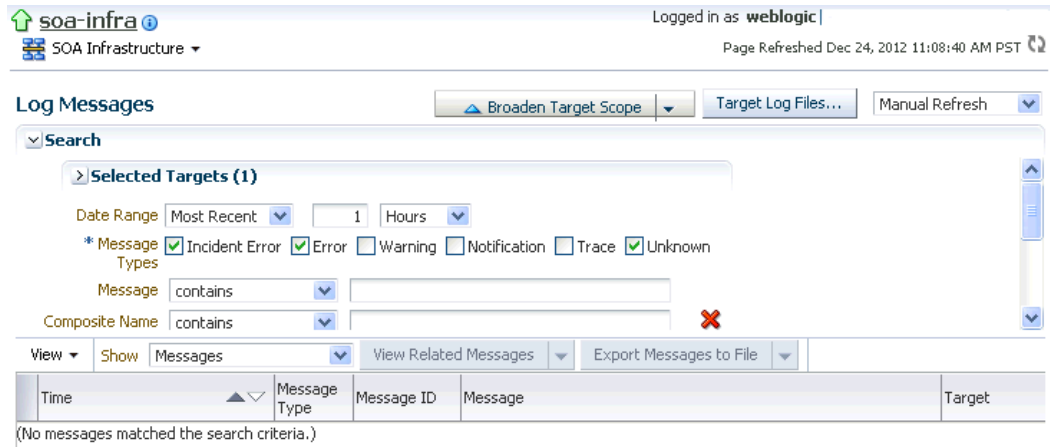 soa-infra
Logged in as weblogic|
SOA Infrastructure
Page Refreshed Dec 24, 2012 11:08:40 AM PST
Log Messages
Broaden Target Scope
Target Log Files...
Manual Refresh
Search
Selected Targets (1)
Date Range Most Recent 1 Hours
* Message Types Incident Error Error Warning Notification Trace Unknown
Message contains
Composite Name contains
View Show Messages View Related Messages Export Messages to File
Time Message Type Message ID Message Target
(No messages matched the search criteria.)